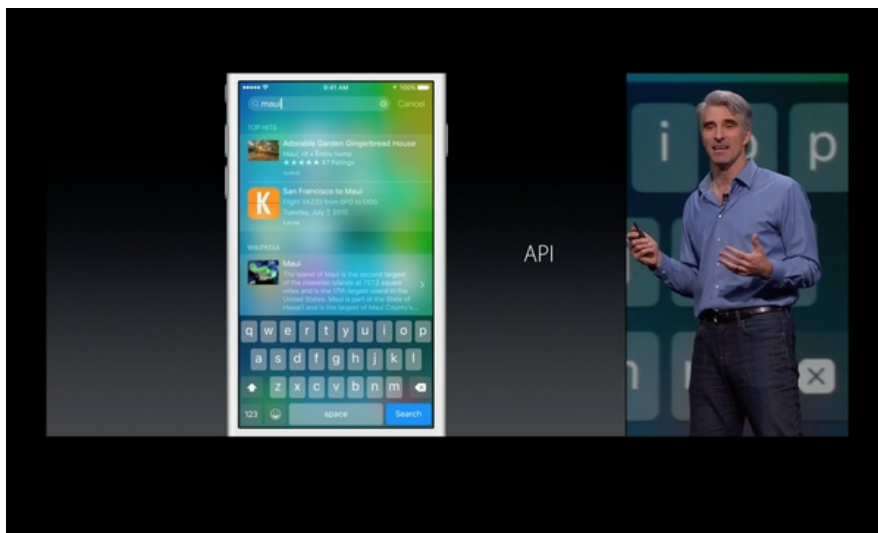 9:41 AM
100%
maui
Cancel
TOP HITS
Adorable Garden Gingerbread House
Maui, HI • Entire home
★★★★★ 47 Ratings
K
San Francisco to Maui
Flight VA220 from SFO to OGG
Tuesday, July 7, 2015
WIKIPEDIA
Maui
The island of Maui is the second-largest
of the Hawaiian Islands at 727.2 square
miles and is the 17th largest island in the
United States. Maui is part of the State of
Hawai'i and is the largest of Maui County's...
q w e r t y u i o p
a s d f g h j k l
z x c v b n m
123
space
Search
API
i o p